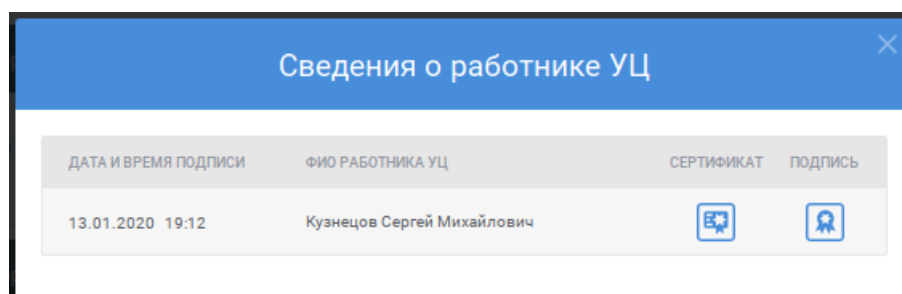 Сведения о работнике УЦ
ДАТА И ВРЕМЯ ПОДПИСИ ФИО РАБОТНИКА УЦ СЕРТИФИКАТ ПОДПИСЬ
13.01.2020 19:12 Кузнецов Сергей Михайлович